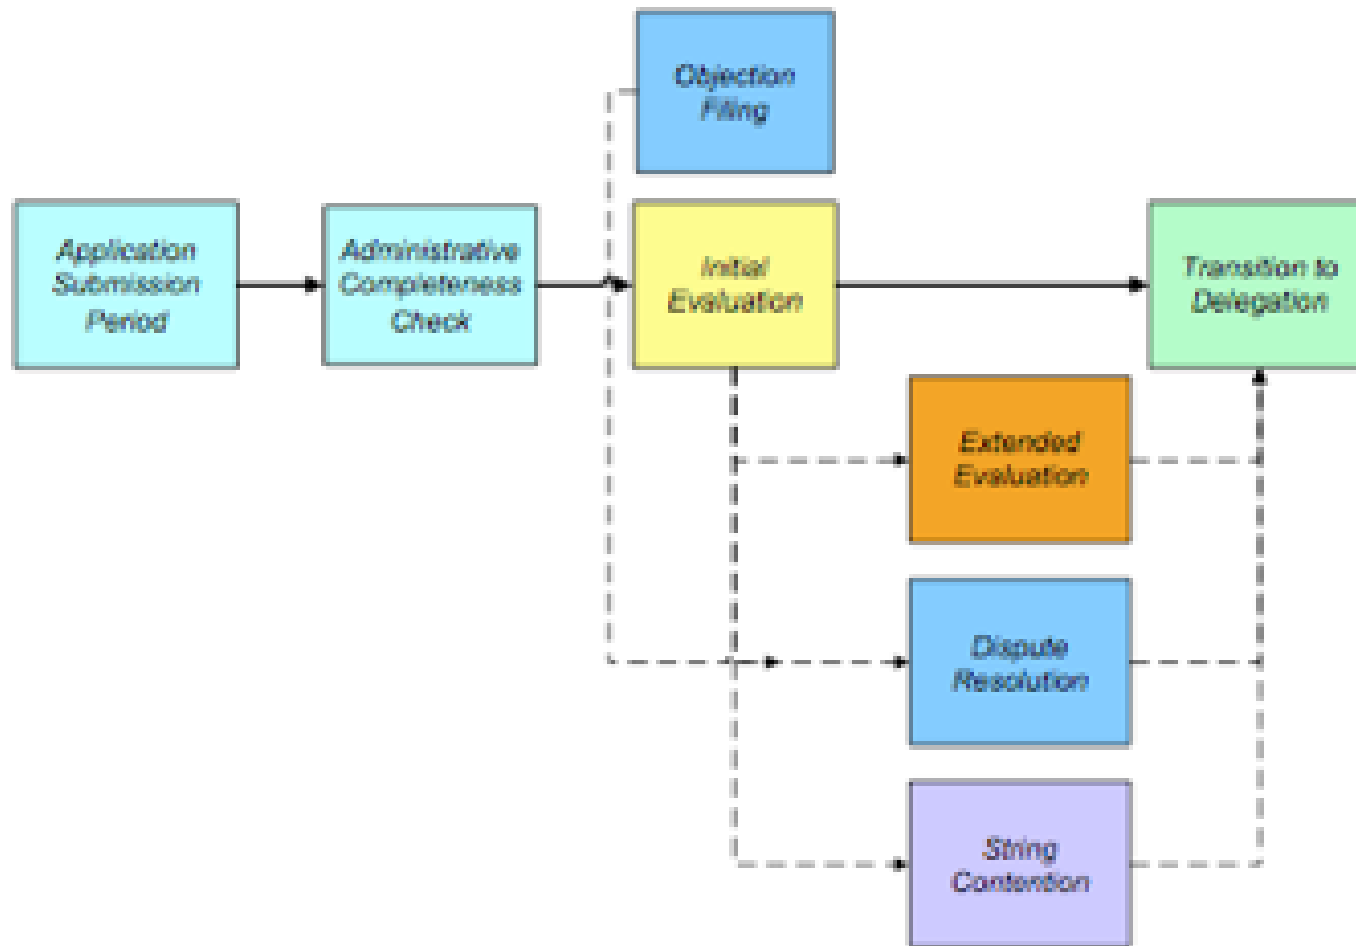 Objection
Filing
Application
Submission
Period
Administrative
Completeness
Check
Initial
Evaluation
Transition to
Delegation
Extended
Evaluation
Dispute
Resolution
String
Contention